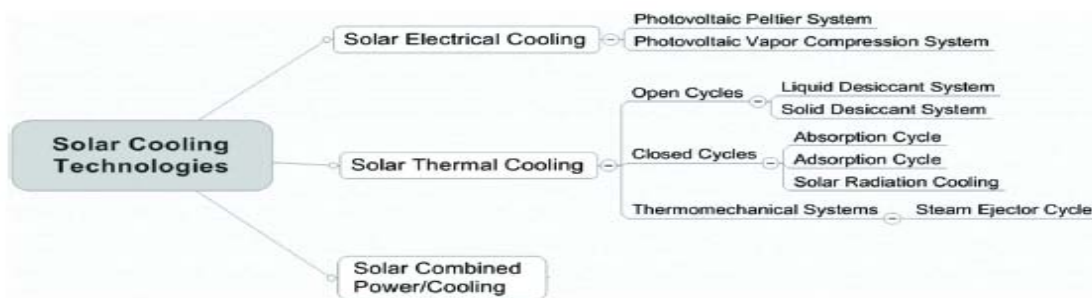 Solar Cooling
Technologies
Solar Electrical Cooling
Photovoltaic Peltier System
Photovoltaic Vapor Compression System
Solar Thermal Cooling
Open Cycles
Liquid Desiccant System
Solid Desiccant System
Closed Cycles
Absorption Cycle
Adsorption Cycle
Solar Radiation Cooling
Thermomechanical Systems
Steam Ejector Cycle
Solar Combined
Power/Cooling